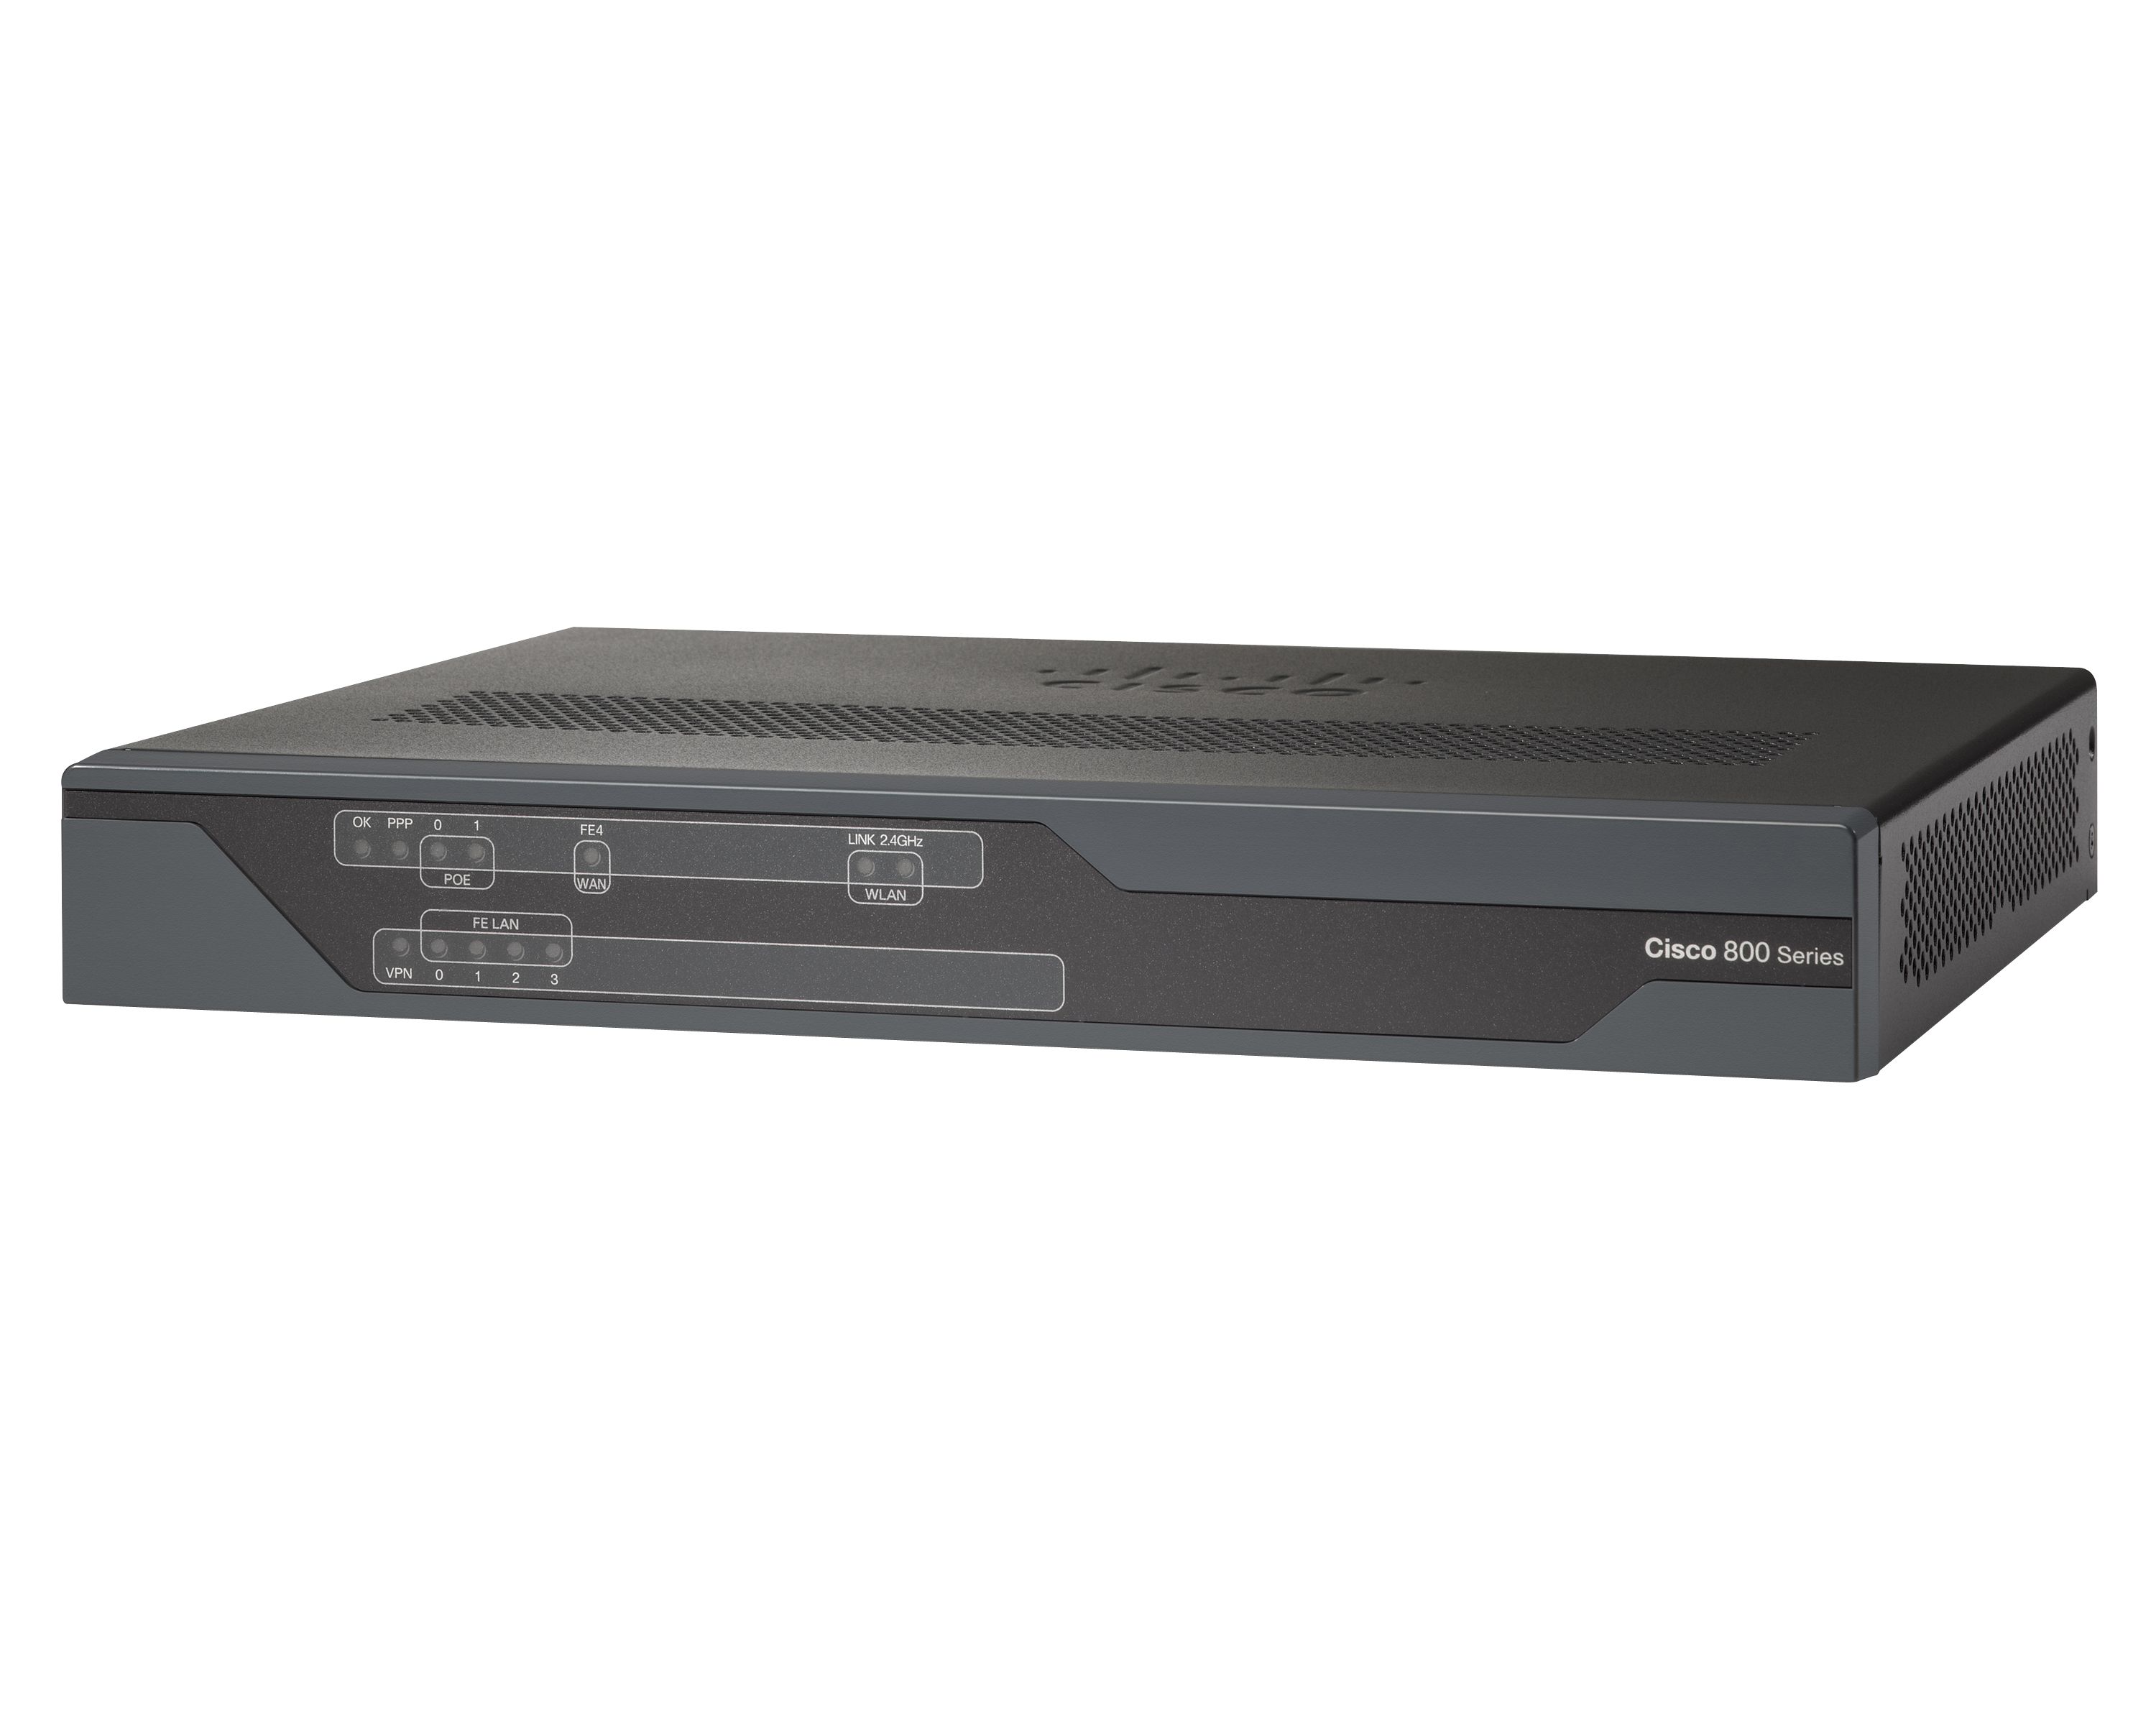 cisco
OK PPP 0 1
FE4
LINK 2.4GHz
POE
WAN
WLAN
FE LAN
VPN 0 1 2 3
Cisco 800 Series